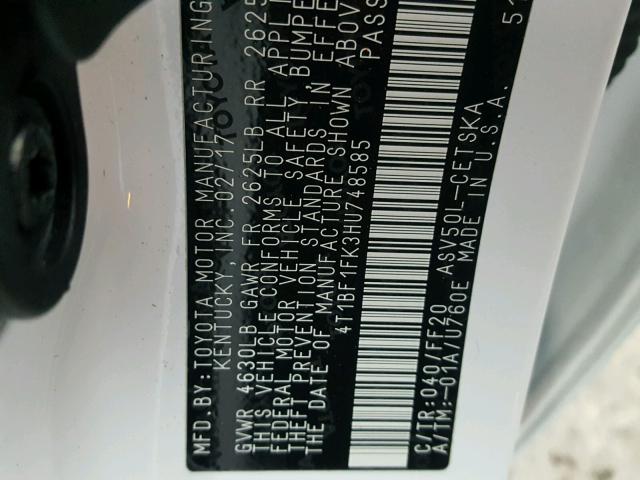 MFD. BY: TOYOTA MOTOR MANUFACTURING
KENTUCKY, INC. 02/17
GVWR 4630LB GAWR FR 2625LB RR 2625
THIS VEHICLE CONFORMS TO ALL APPLI
FEDERAL MOTOR VEHICLE SAFETY, BUMPE
THEFT PREVENTION STANDARDS IN EFFE
THE DATE OF MANUFACTURE SHOWN ABOV
4T1BF1FK3HU748585 PASS
C/TR:040/FF20 ASV50L-CETSKA
A/TM:-01A/U760E MADE IN U.S.A. 51